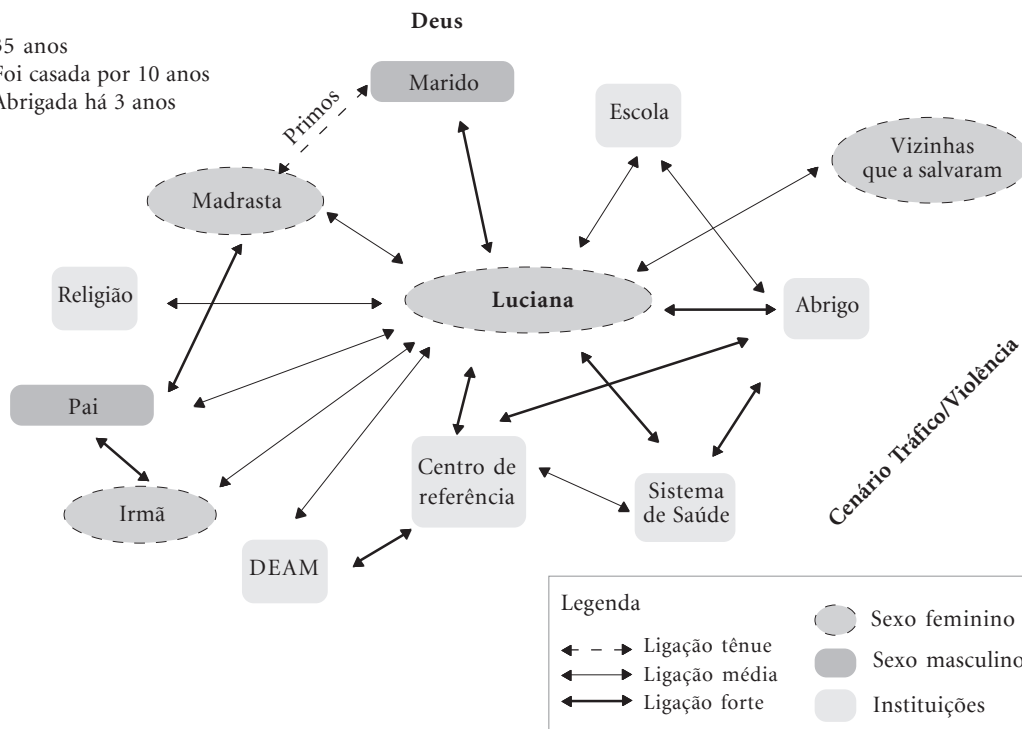 Deus
35 anos
Foi casada por 10 anos
Abrigada há 3 anos
Primos
Marido
Escola
Vizinhas
que a salvaram
Madrasta
Religião
Luciana
Abrigo
Pai
Cenário Tráfico/Violência
Irmã
Centro de
referência
Sistema
de Saúde
DEAM
Legenda
Ligação tênue
Ligação média
Ligação forte
Sexo feminino
Sexo masculino
Instituições